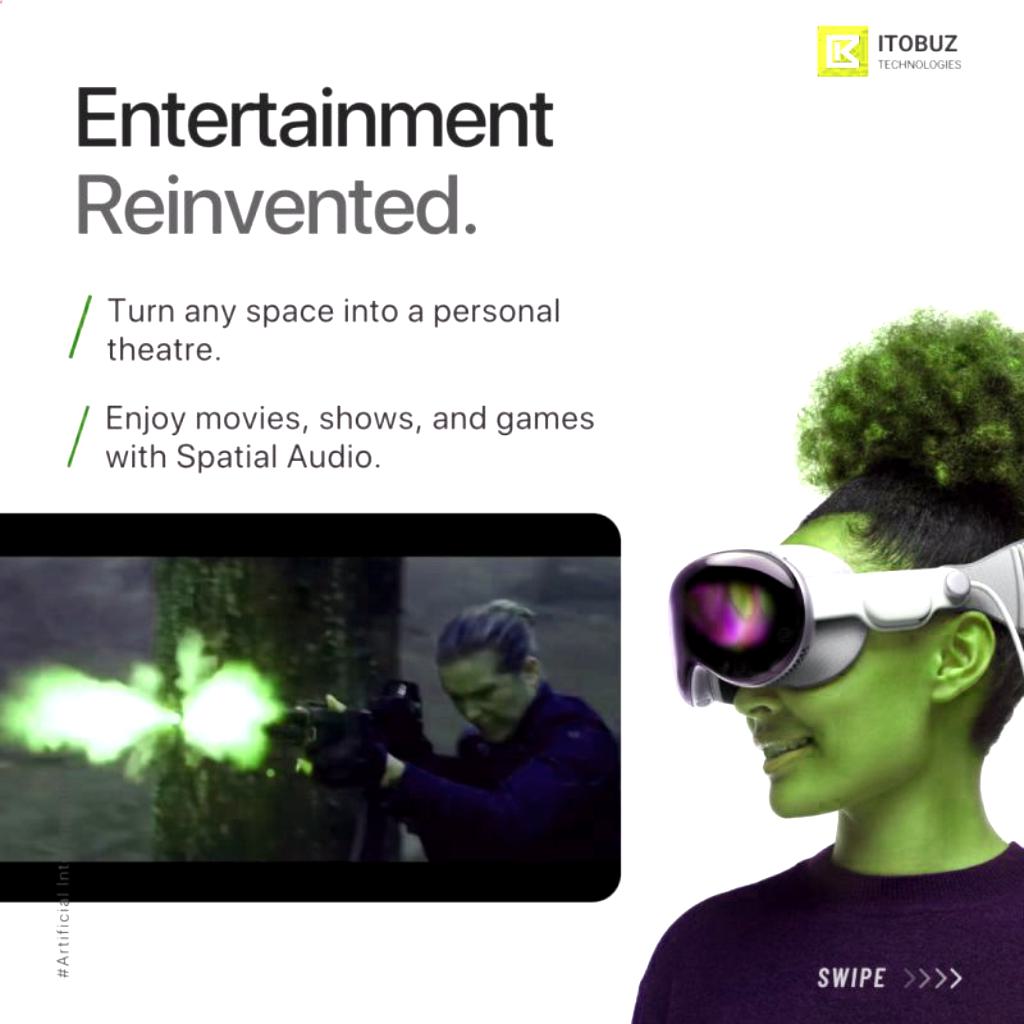 ITOBUZ
TECHNOLOGIES
Entertainment
Reinvented.
Turn any space into a personal
theatre.
Enjoy movies, shows, and games
with Spatial Audio.
#Artificial Int
SWIPE >>>>